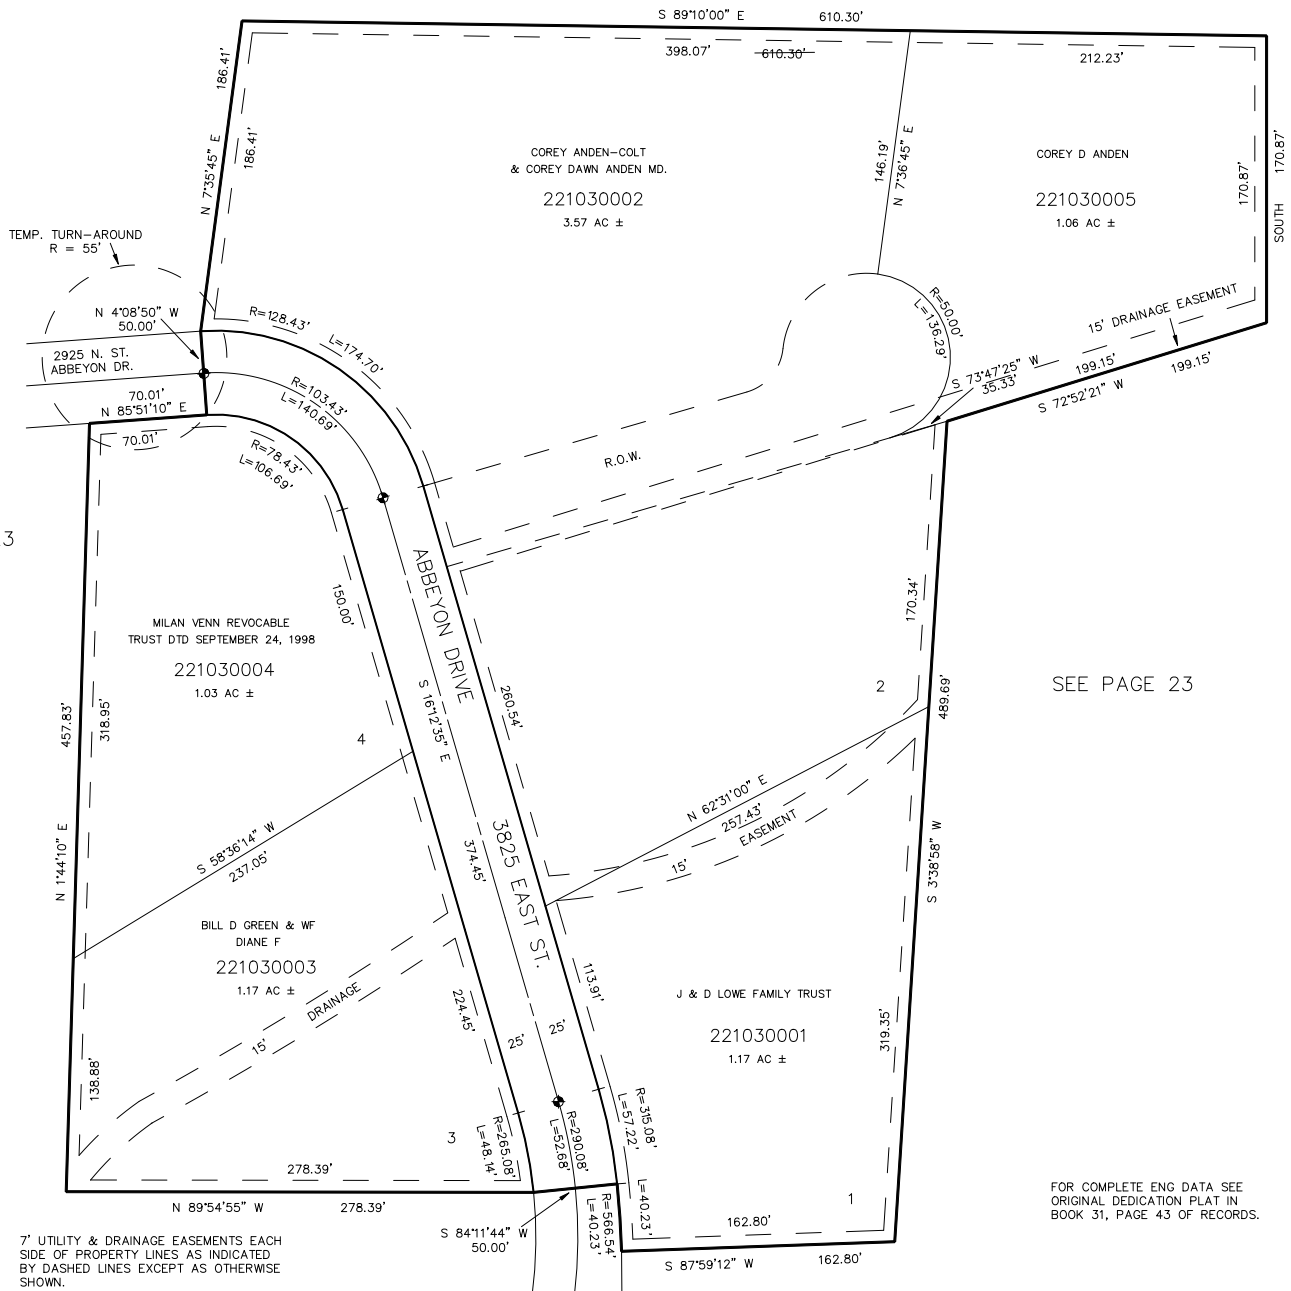 S 89°10'00" E
610.30'
398.07'
610.30'
212.23'
186.41'
186.41'
N 7°35'45" E
COREY ANDEN-COLT
& COREY DAWN ANDEN MD.
221030002
3.57 AC ±
146.19'
N 7°36'45" E
COREY D ANDEN
221030005
1.06 AC ±
170.87'
170.87'
SOUTH
TEMP. TURN-AROUND
R = 55'
N 4°08'50" W
50.00'
2925 N. ST.
ABBEYON DR.
70.01'
N 85°51'10" E
70.01'
R=128.43'
L=174.70'
R=103.43'
L=140.69'
R=78.43'
L=106.69'
R=50.00'
L=136.29'
15' DRAINAGE EASEMENT
S 73°47'25" W
35.33'
199.15'
199.15'
S 72°52'21" W
R.O.W.
3
ABBEYON DRIVE
150.00'
170.34'
MILAN VENN REVOCABLE
TRUST DTD SEPTEMBER 24, 1998
221030004
1.03 AC ±
457.83'
318.95'
4
S 16°12'35" E
260.54'
2
489.69'
SEE PAGE 23
N 62°31'00" E
257.43'
EASEMENT
15'
S 58°36'14" W
237.05'
374.45'
3825 EAST ST.
N 1°44'10" E
S 3°38'58" W
BILL D GREEN & WF
DIANE F
221030003
1.17 AC ±
DRAINAGE
15'
224.45'
113.91'
J & D LOWE FAMILY TRUST
221030001
1.17 AC ±
319.35'
25'
25'
138.88'
3
R=265.08'
L=48.14'
R=290.08'
L=52.68'
R=315.08'
L=57.22'
278.39'
N 89°54'55" W
278.39'
L=40.23'
R=566.54'
L=40.23'
S 84°11'44" W
50.00'
1
162.80'
S 87°59'12" W
162.80'
FOR COMPLETE ENG DATA SEE
ORIGINAL DEDICATION PLAT IN
BOOK 31, PAGE 43 OF RECORDS.
7' UTILITY & DRAINAGE EASEMENTS EACH
SIDE OF PROPERTY LINES AS INDICATED
BY DASHED LINES EXCEPT AS OTHERWISE
SHOWN.